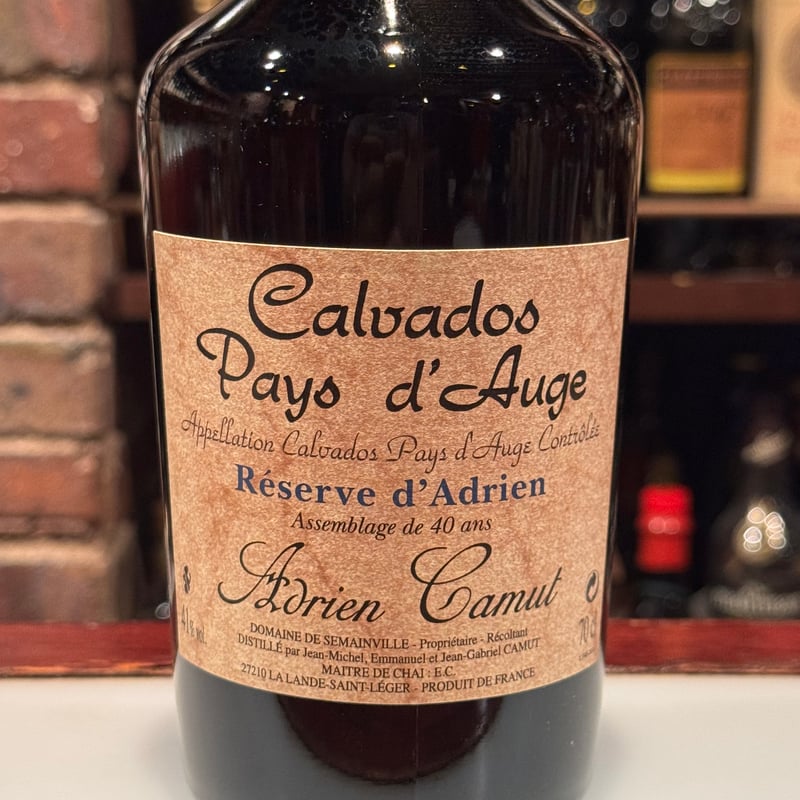 Calvados
Pays d'Auge
Appellation Calvados Pays d'Auge Contrôlée
Réserve d'Adrien
Assemblage de 40 ans
Adrien Camut
41% vol.
70 cl
DOMAINE DE SEMAINVILLE - Propriétaire - Récoltant
DISTILLÉ par Jean-Michel, Emmanuel et Jean-Gabriel CAMUT
MAITRE DE CHAI : E.C.
27210 LA LANDE-SAINT-LÉGER - PRODUIT DE FRANCE